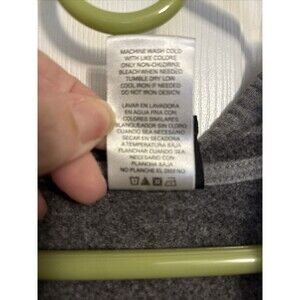 MACHINE WASH COLD
WITH LIKE COLORS
ONLY NON-CHLORINE
BLEACH WHEN NEEDED
TUMBLE DRY LOW
COOL IRON IF NEEDED
DO NOT IRON DESIGN
LAVAR EN LAVADORA
EN AGUA FRIA CON
COLORES SIMILARES
BLANQUEADOR SIN CLORO
CUANDO SEA NECESARIO
SECAR EN SECADORA
A TEMPERATURA BAJA
PLANCHAR CUANDO SEA
NECESARIO CON
PLANCHA BAJA
NO PLANCHE EL DISEÑO